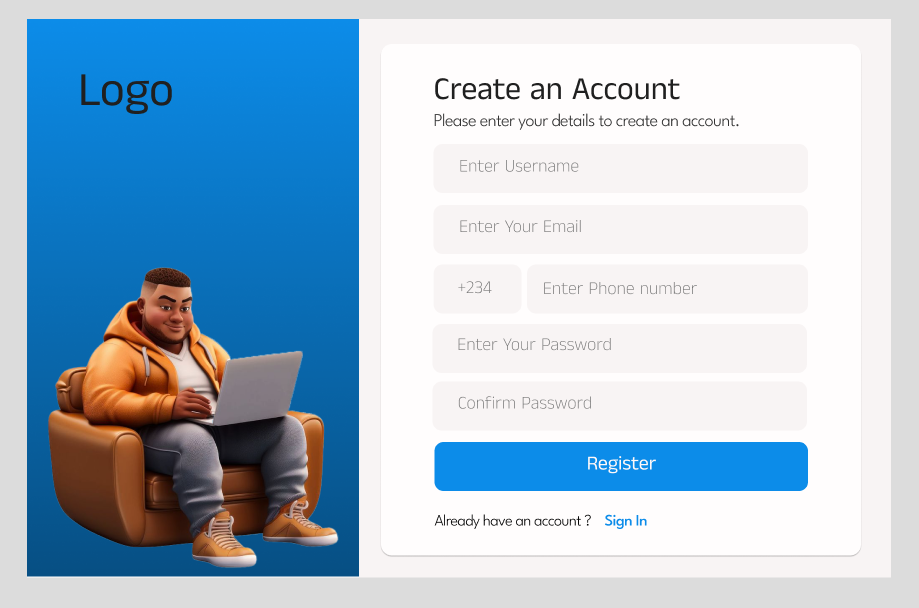 Logo
Create an Account
Please enter your details to create an account.
Enter Username
Enter Your Email
+234 Enter Phone number
Enter Your Password
Confirm Password
Register
Already have an account ? Sign In